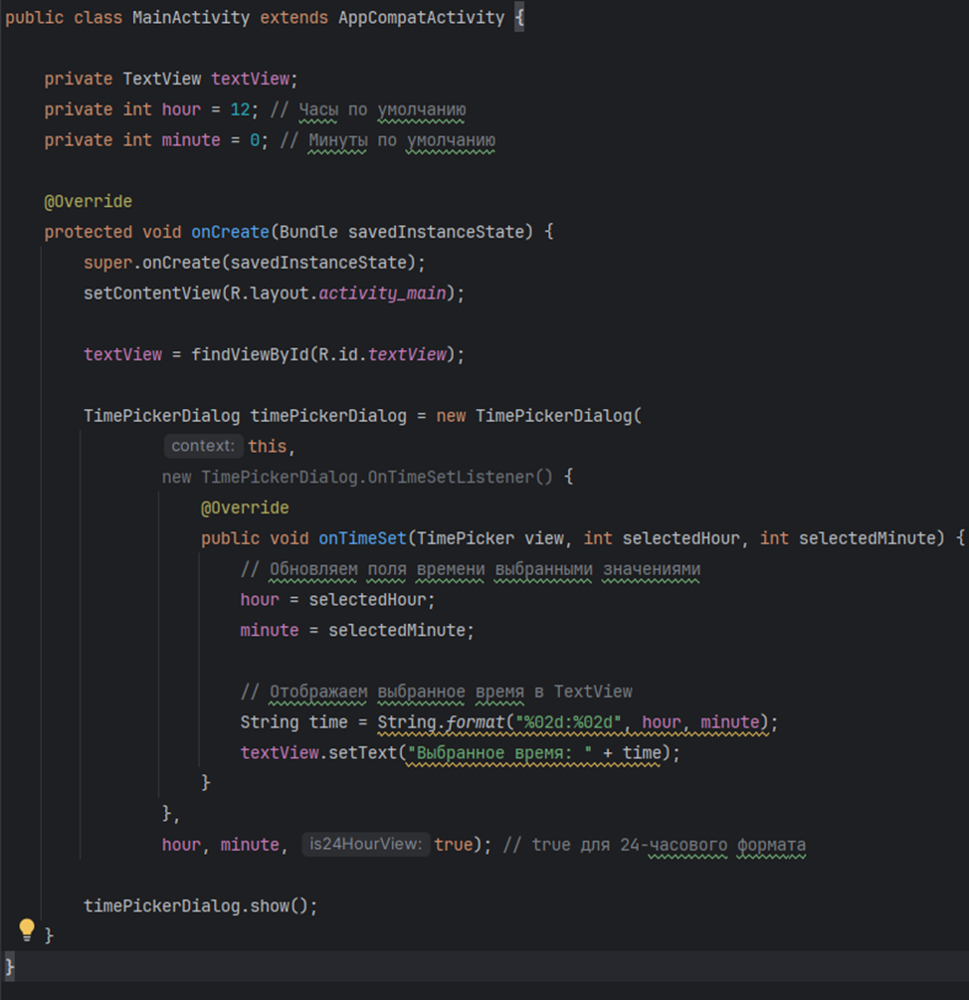 public class MainActivity extends AppCompatActivity {
private TextView textView;
private int hour = 12; // Часы по умолчанию
private int minute = 0; // Минуты по умолчанию
@Override
protected void onCreate(Bundle savedInstanceState) {
super.onCreate(savedInstanceState);
setContentView(R.layout.activity_main);
textView = findViewById(R.id.textView);
TimePickerDialog timePickerDialog = new TimePickerDialog(
context: this,
new TimePickerDialog.OnTimeSetListener() {
@Override
public void onTimeSet(TimePicker view, int selectedHour, int selectedMinute) {
// Обновляем поля времени выбранными значениями
hour = selectedHour;
minute = selectedMinute;
// Отображаем выбранное время в TextView
String time = String.format("%02d:%02d", hour, minute);
textView.setText("Выбранное время: " + time);
}
},
hour, minute, is24HourView: true); // true для 24-часового формата
timePickerDialog.show();
}
}